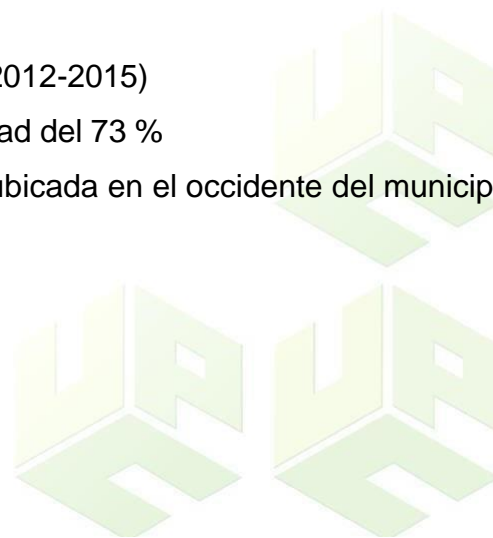 2012-2015)
ad del 73 %
ubicada en el occidente del municip